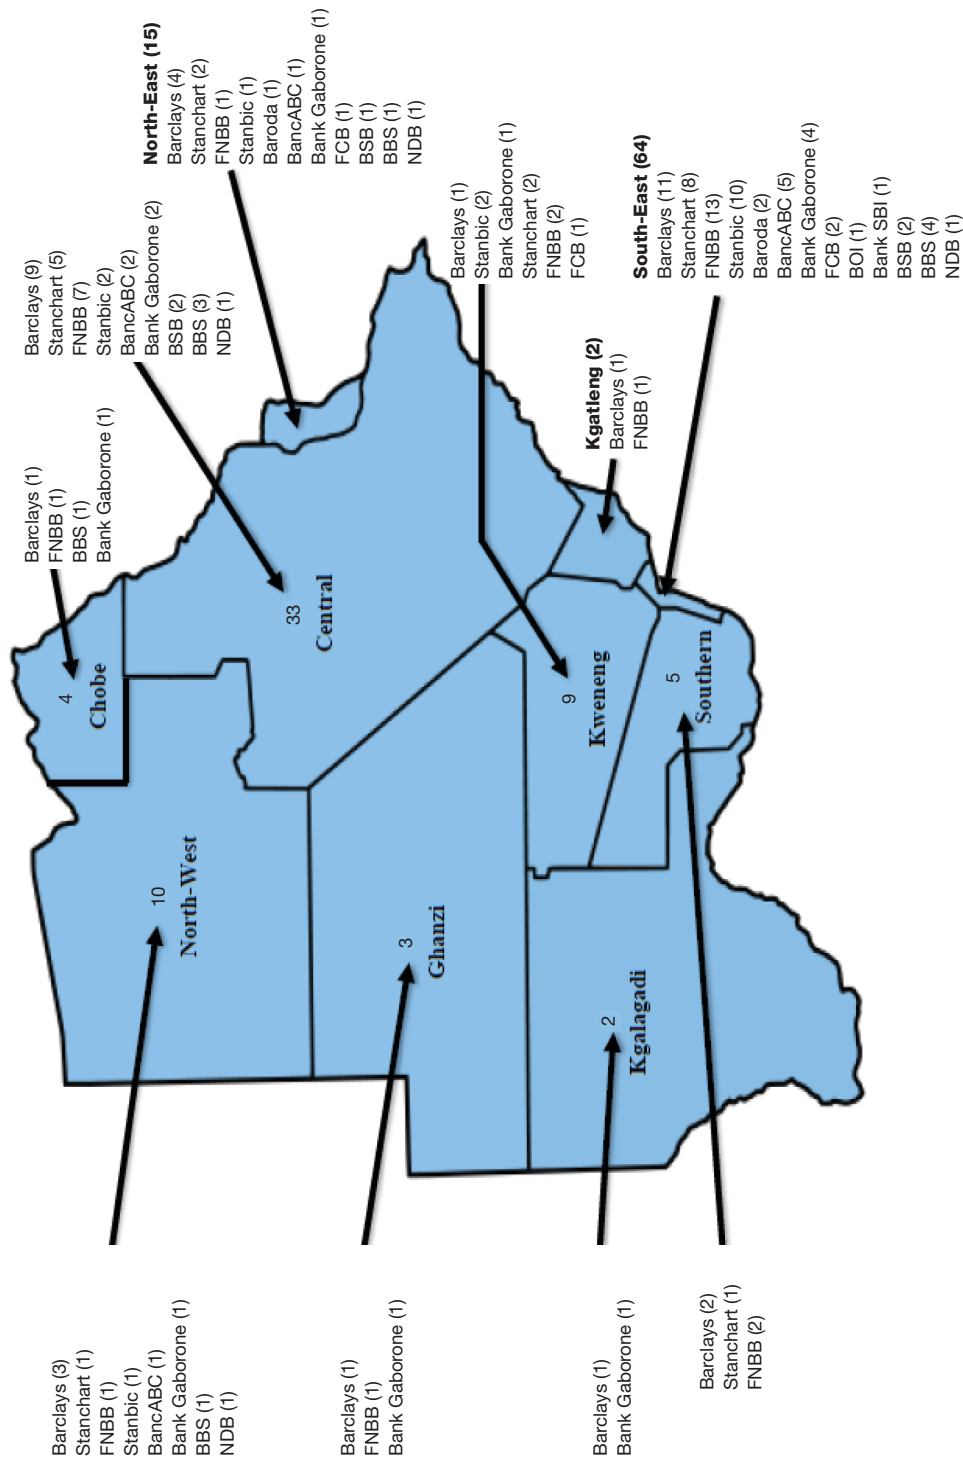 Barclays (1)
FNBB (1)
BBS (1)
Bank Gaborone (1)
Barclays (9)
Stanchart (5)
FNBB (7)
Stanbic (2)
BancABC (2)
Bank Gaborone (2)
BSB (2)
BBS (3)
NDB (1)
North-East (15)
Barclays (4)
Stanchart (2)
FNBB (1)
Stanbic (1)
Baroda (1)
BancABC (1)
Bank Gaborone (1)
FCB (1)
BSB (1)
BBS (1)
NDB (1)
Barclays (1)
Stanbic (2)
Bank Gaborone (1)
Stanchart (2)
FNBB (2)
FCB (1)
Kgatleng (2)
Barclays (1)
FNBB (1)
South-East (64)
Barclays (11)
Stanchart (8)
FNBB (13)
Stanbic (10)
Baroda (2)
BancABC (5)
Bank Gaborone (4)
FCB (2)
BOI (1)
Bank SBI (1)
BSB (2)
BBS (4)
NDB (1)
4
Chobe
33
Central
10
North-West
3
Ghanzi
9
Kweneng
5
Southern
2
Kgalagadi
Barclays (3)
Stanchart (1)
FNBB (1)
Stanbic (1)
BancABC (1)
Bank Gaborone (1)
BBS (1)
NDB (1)
Barclays (1)
FNBB (1)
Bank Gaborone (1)
Barclays (1)
Bank Gaborone (1)
Barclays (2)
Stanchart (1)
FNBB (2)